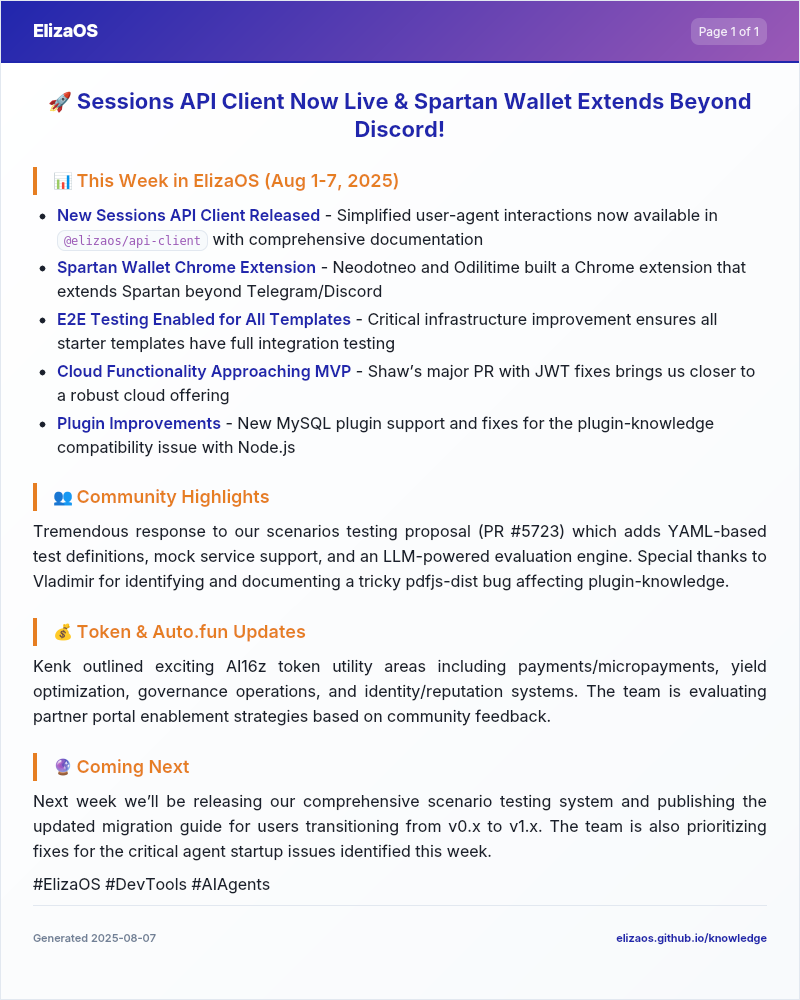 ElizaOS
Page 1 of 1
🚀 Sessions API Client Now Live & Spartan Wallet Extends Beyond
Discord!
📊 This Week in ElizaOS (Aug 1-7, 2025)
• New Sessions API Client Released - Simplified user-agent interactions now available in
@elizaos/api-client with comprehensive documentation
• Spartan Wallet Chrome Extension - Neodotneo and Odilitime built a Chrome extension that
extends Spartan beyond Telegram/Discord
• E2E Testing Enabled for All Templates - Critical infrastructure improvement ensures all
starter templates have full integration testing
• Cloud Functionality Approaching MVP - Shaw’s major PR with JWT fixes brings us closer to
a robust cloud offering
• Plugin Improvements - New MySQL plugin support and fixes for the plugin-knowledge
compatibility issue with Node.js
👥 Community Highlights
Tremendous response to our scenarios testing proposal (PR #5723) which adds YAML-based
test definitions, mock service support, and an LLM-powered evaluation engine. Special thanks to
Vladimir for identifying and documenting a tricky pdfjs-dist bug affecting plugin-knowledge.
💰 Token & Auto.fun Updates
Kenk outlined exciting AI16z token utility areas including payments/micropayments, yield
optimization, governance operations, and identity/reputation systems. The team is evaluating
partner portal enablement strategies based on community feedback.
🔮 Coming Next
Next week we’ll be releasing our comprehensive scenario testing system and publishing the
updated migration guide for users transitioning from v0.x to v1.x. The team is also prioritizing
fixes for the critical agent startup issues identified this week.
#ElizaOS #DevTools #AIAgents
Generated 2025-08-07
elizaos.github.io/knowledge